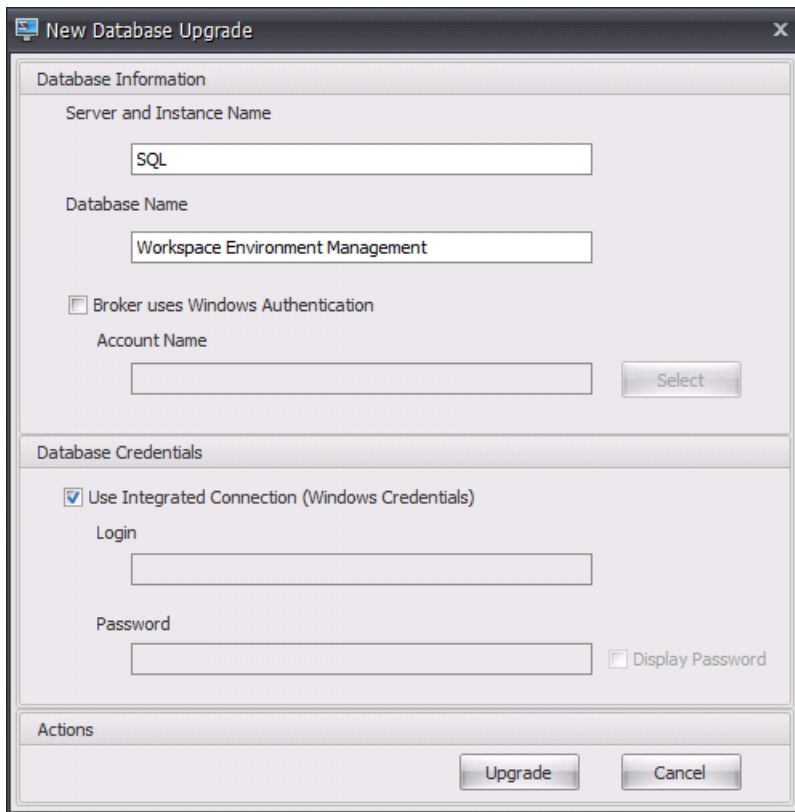 New Database Upgrade
x
Database Information
Server and Instance Name
SQL
Database Name
Workspace Environment Management
Broker uses Windows Authentication
Account Name
Select
Database Credentials
Use Integrated Connection (Windows Credentials)
Login
Password
Display Password
Actions
Upgrade
Cancel